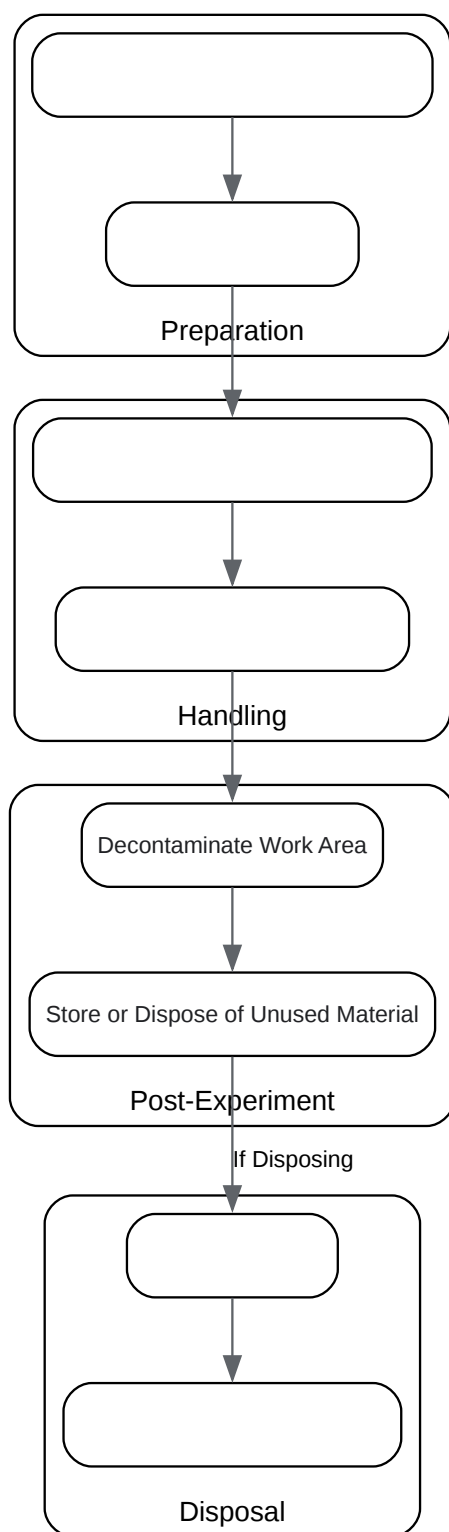 Preparation
Handling
Decontaminate Work Area
Store or Dispose of Unused Material
Post-Experiment
If Disposing
Disposal